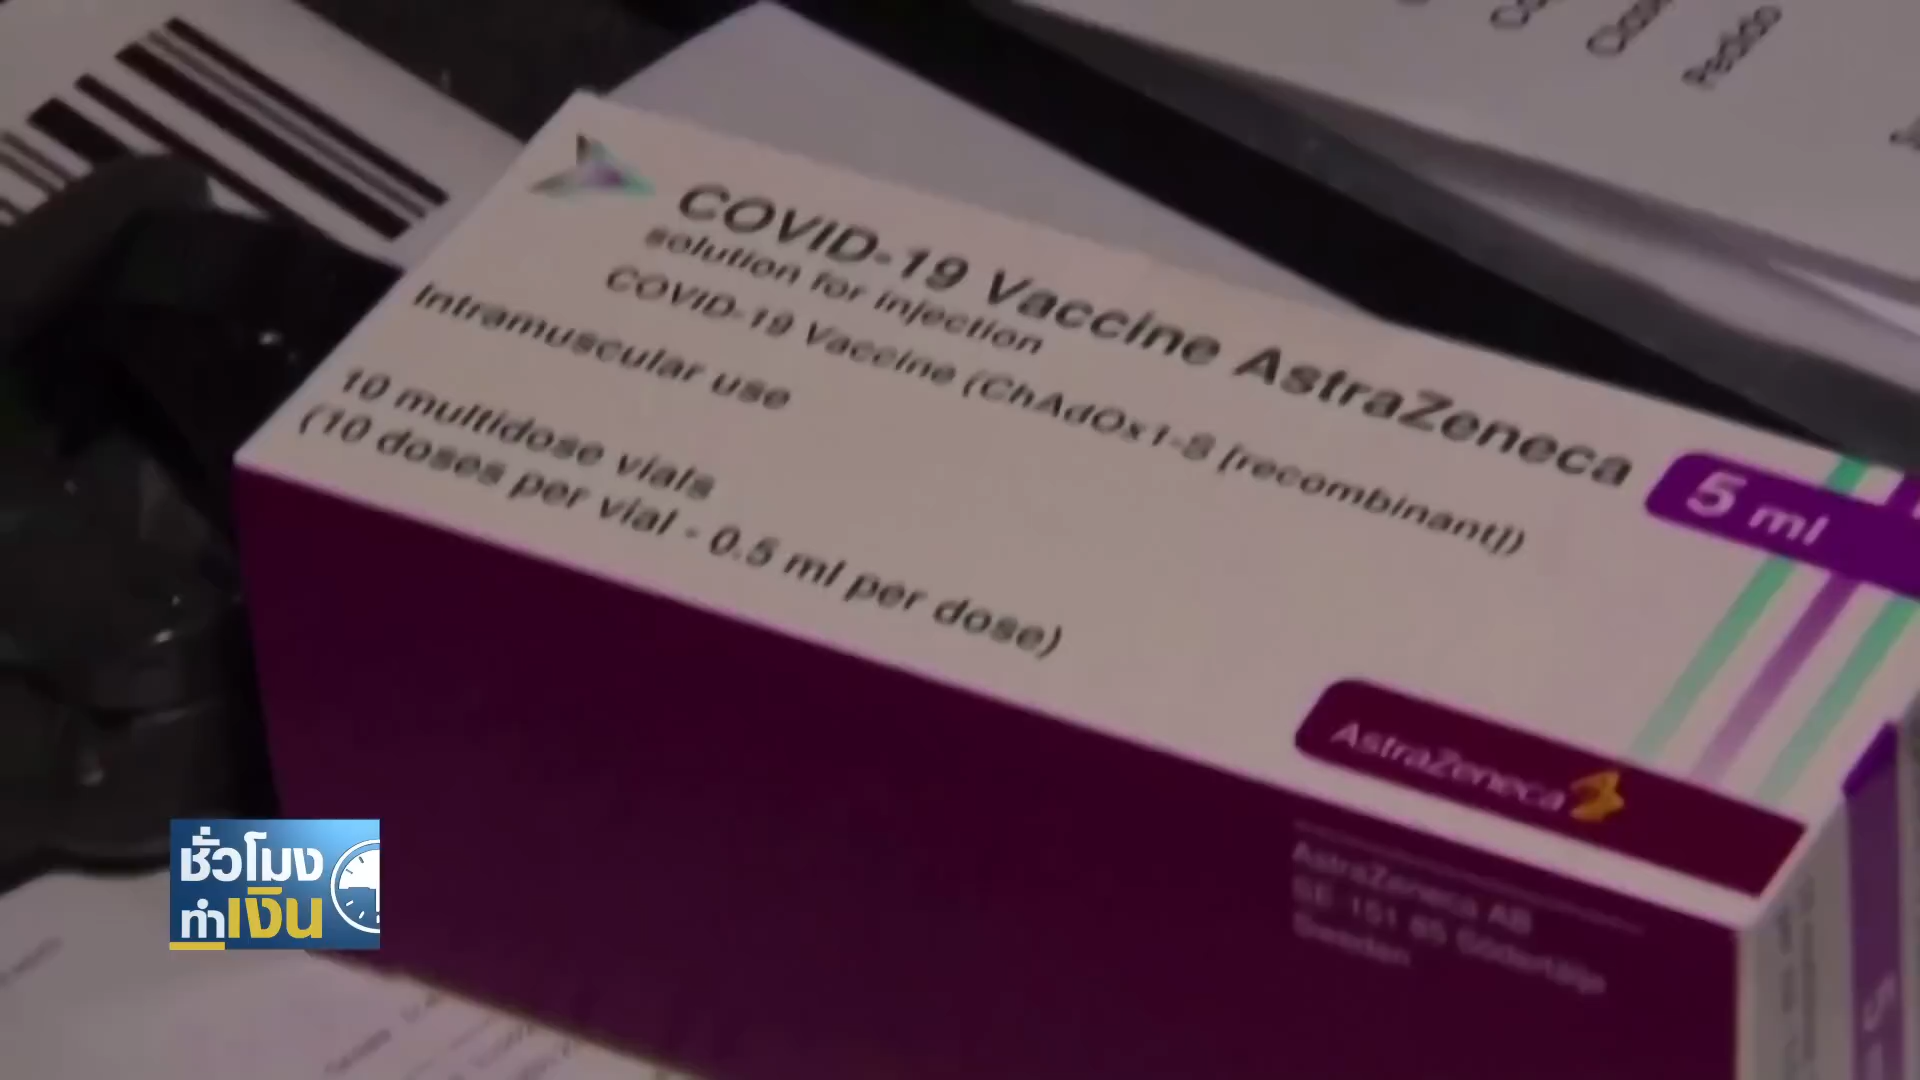 Pedido
COVID-19 Vaccine AstraZeneca
solution for injection
COVID-19 Vaccine (ChAdOx1-S [recombinant])
Intramuscular use
10 multidose vials
(10 doses per vial - 0.5 ml per dose)
5 ml
AstraZeneca
AstraZeneca AB
SE 151 85 Södertälje
Sweden
ชั่วโมง
ทำเงิน